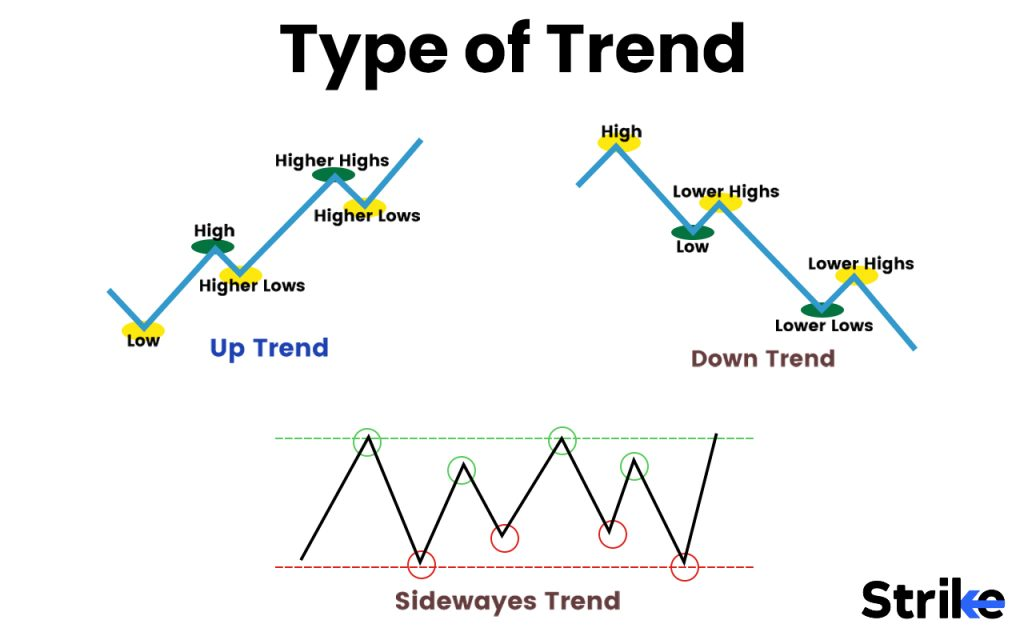 Type of Trend
Higher Highs
Higher Lows
High
Higher Lows
Low
Up Trend
High
Lower Highs
Low
Lower Highs
Lower Lows
Down Trend
Sidewayes Trend
Strike